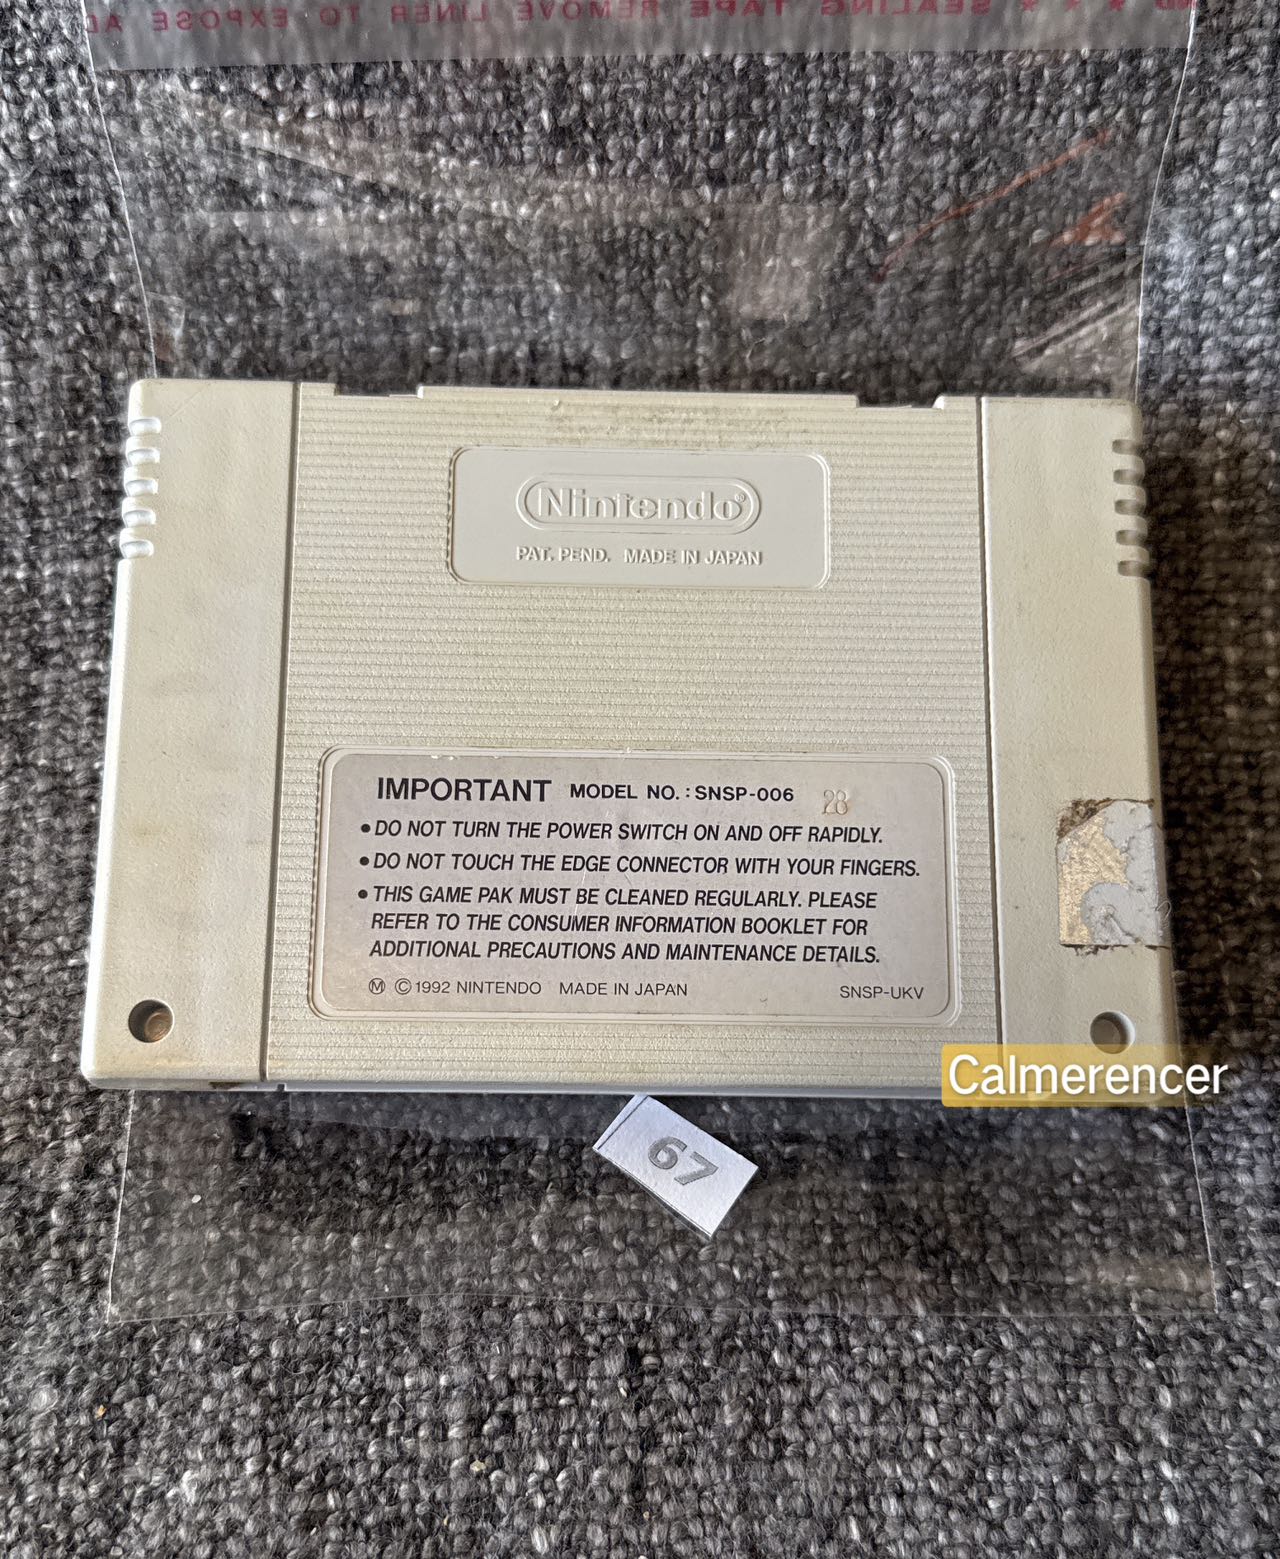 SEALING TAPE REMOVE LINER TO EXPOSE AD
Nintendo®
PAT. PEND. MADE IN JAPAN
IMPORTANT MODEL NO.: SNSP-006 28
• DO NOT TURN THE POWER SWITCH ON AND OFF RAPIDLY.
• DO NOT TOUCH THE EDGE CONNECTOR WITH YOUR FINGERS.
• THIS GAME PAK MUST BE CLEANED REGULARLY. PLEASE
REFER TO THE CONSUMER INFORMATION BOOKLET FOR
ADDITIONAL PRECAUTIONS AND MAINTENANCE DETAILS.
Ⓜ ©1992 NINTENDO MADE IN JAPAN SNSP-UKV
Calmerencer
67